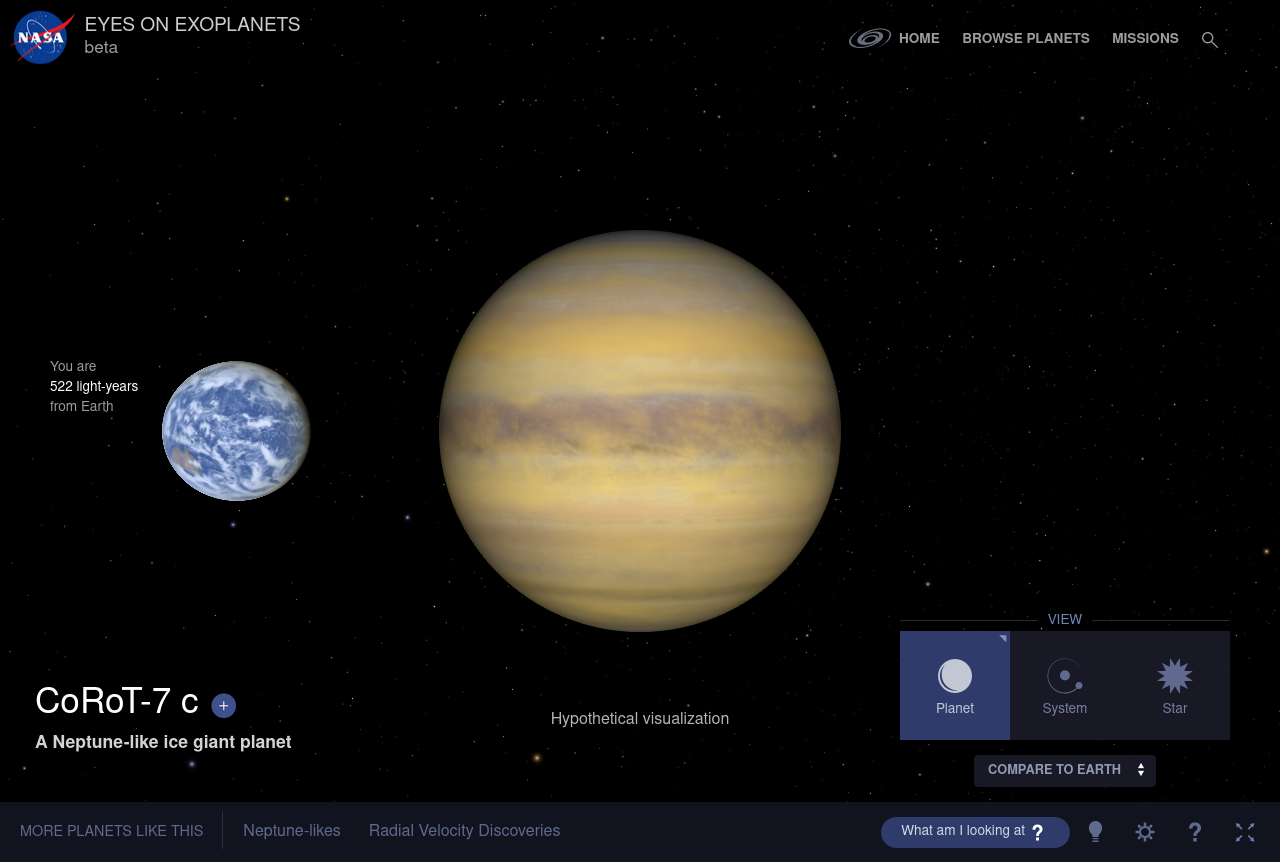 NASA
EYES ON EXOPLANETS
beta
HOME
BROWSE PLANETS
MISSIONS
You are
522 light-years
from Earth
VIEW
Planet
System
Star
CoRoT-7 c +
A Neptune-like ice giant planet
Hypothetical visualization
COMPARE TO EARTH
MORE PLANETS LIKE THIS
Neptune-likes
Radial Velocity Discoveries
What am I looking at ?
?